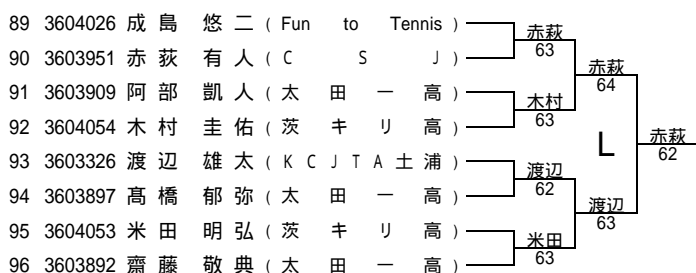 89 3604026 成島 悠二 (Fun to Tennis)
赤萩
90 3603951 赤荻 有人 (C S J)
63
赤萩
91 3603909 阿部 凱人 (太田一高)
64
木村
92 3604054 木村 圭佑 (茨キリ高)
63
L
赤萩
62
93 3603326 渡辺 雄太 (KCJTA土浦)
渡辺
94 3603897 髙橋 郁弥 (太田一高)
62
渡辺
95 3604053 米田 明弘 (茨キリ高)
63
米田
96 3603892 齋藤 敬典 (太田一高)
63